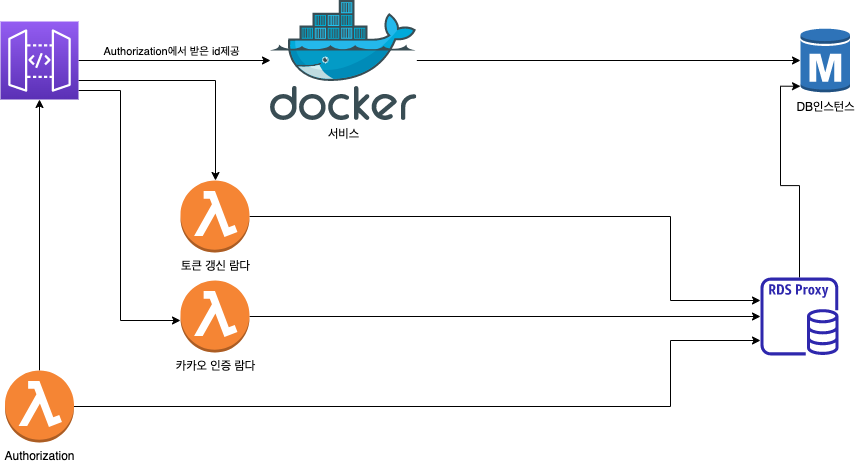 Authorization에서 받은 id제공
docker
서비스
M
DB인스턴스
토큰 갱신 람다
RDS Proxy
카카오 인증 람다
Authorization